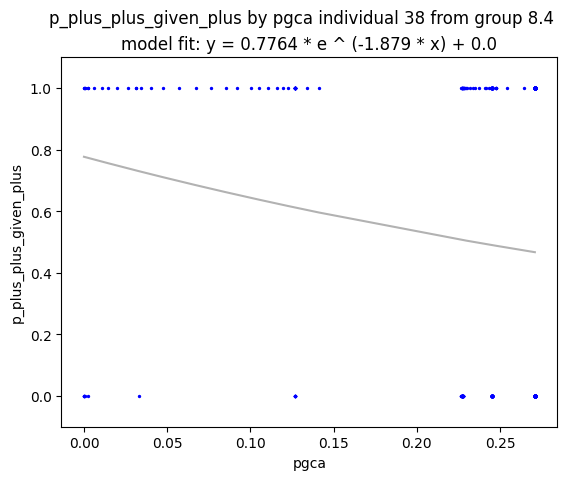 p_plus_plus_given_plus by pgca individual 38 from group 8.4
model fit: y = 0.7764 * e ^ (-1.879 * x) + 0.0
1.0
0.8
0.6
0.4
0.2
0.0
p_plus_plus_given_plus
0.00 0.05 0.10 0.15 0.20 0.25
pgca